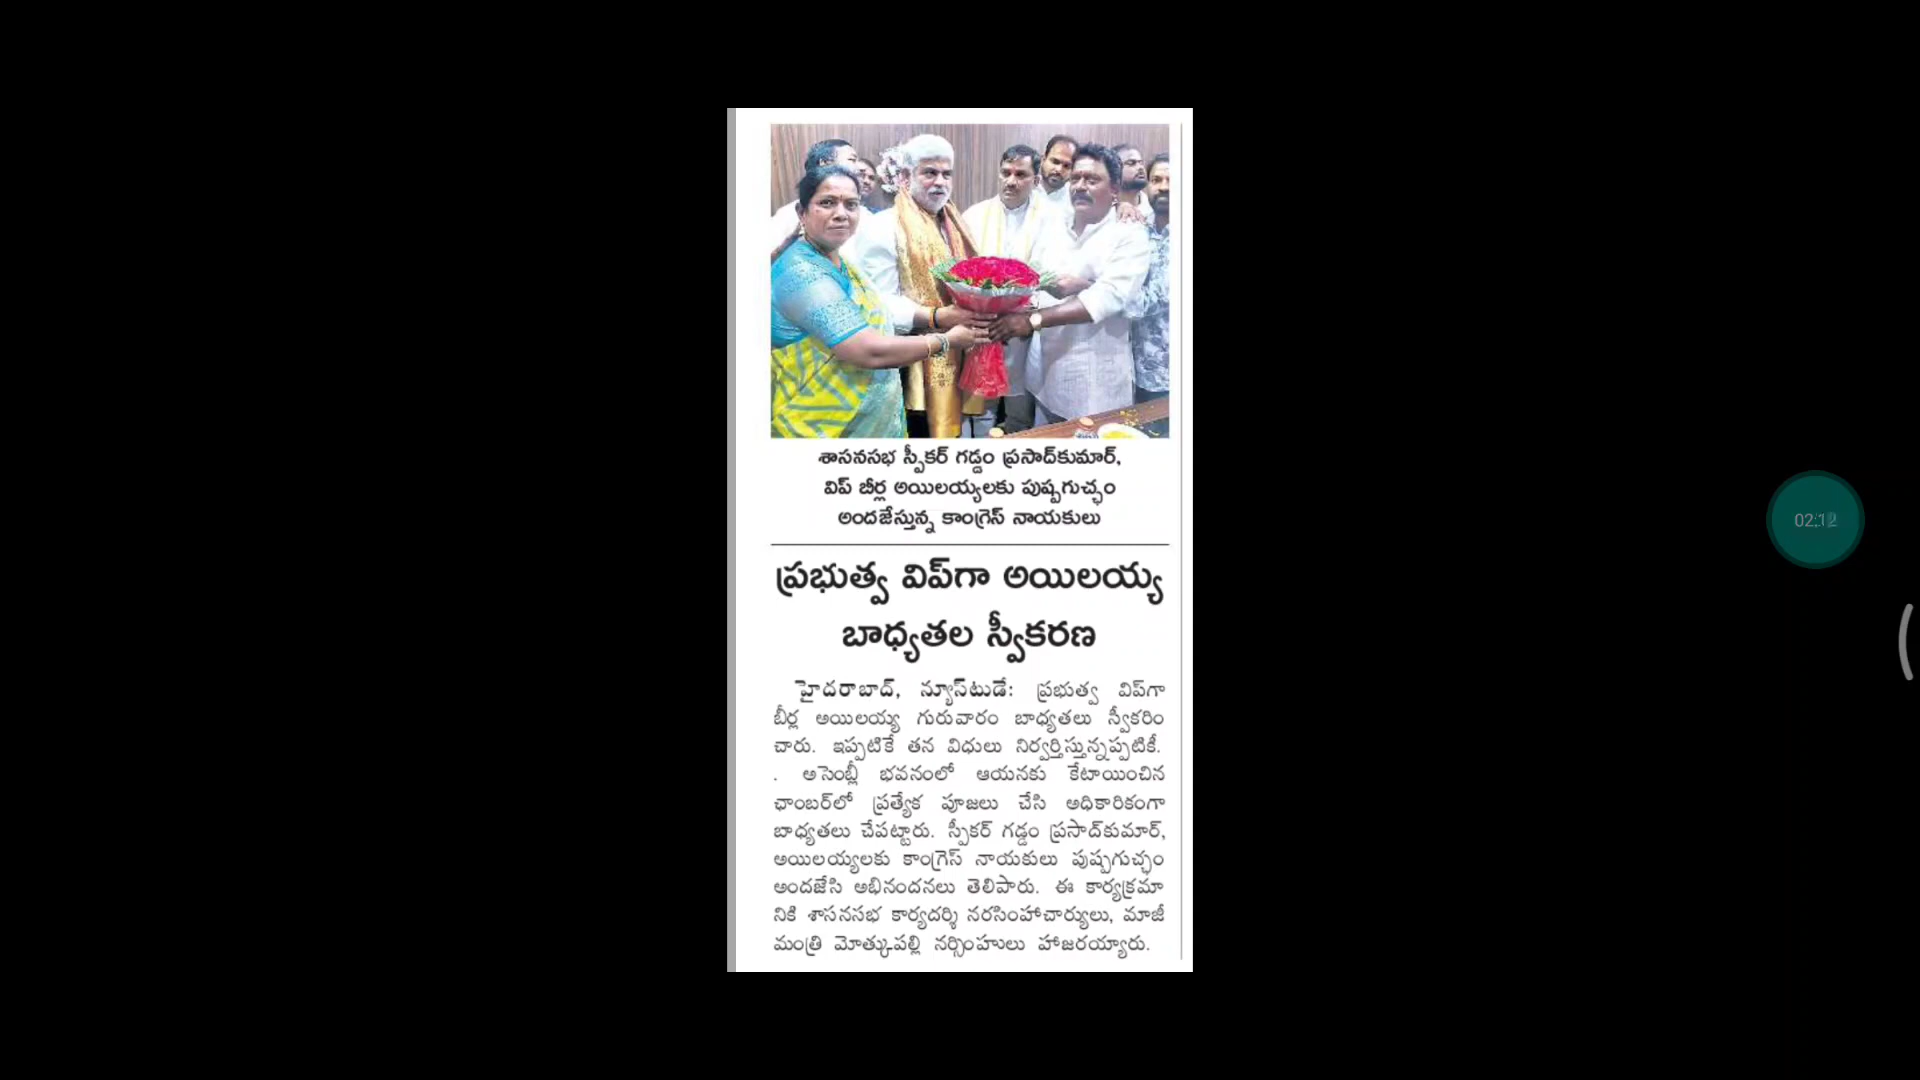 శాసనసభ స్పీకర్ గడ్డం ప్రసాద్‌కుమార్,
విప్ బీర్ల అయిలయ్యలకు పుష్పగుచ్ఛం
అందజేస్తున్న కాంగ్రెస్ నాయకులు
ప్రభుత్వ విప్‌గా అయిలయ్య
బాధ్యతల స్వీకరణ
హైదరాబాద్, న్యూస్‌టుడే: ప్రభుత్వ విప్‌గా
బీర్ల అయిలయ్య గురువారం బాధ్యతలు స్వీకరిం
చారు. ఇప్పటికే తన విధులు నిర్వర్తిస్తున్నప్పటికీ.
. అసెంబ్లీ భవనంలో ఆయనకు కేటాయించిన
ఛాంబర్‌లో ప్రత్యేక పూజలు చేసి అధికారికంగా
బాధ్యతలు చేపట్టారు. స్పీకర్ గడ్డం ప్రసాద్‌కుమార్,
అయిలయ్యలకు కాంగ్రెస్ నాయకులు పుష్పగుచ్ఛం
అందజేసి అభినందనలు తెలిపారు. ఈ కార్యక్రమా
నికి శాసనసభ కార్యదర్శి నరసింహాచార్యులు, మాజీ
మంత్రి మోత్కుపల్లి నర్సింహులు హాజరయ్యారు.